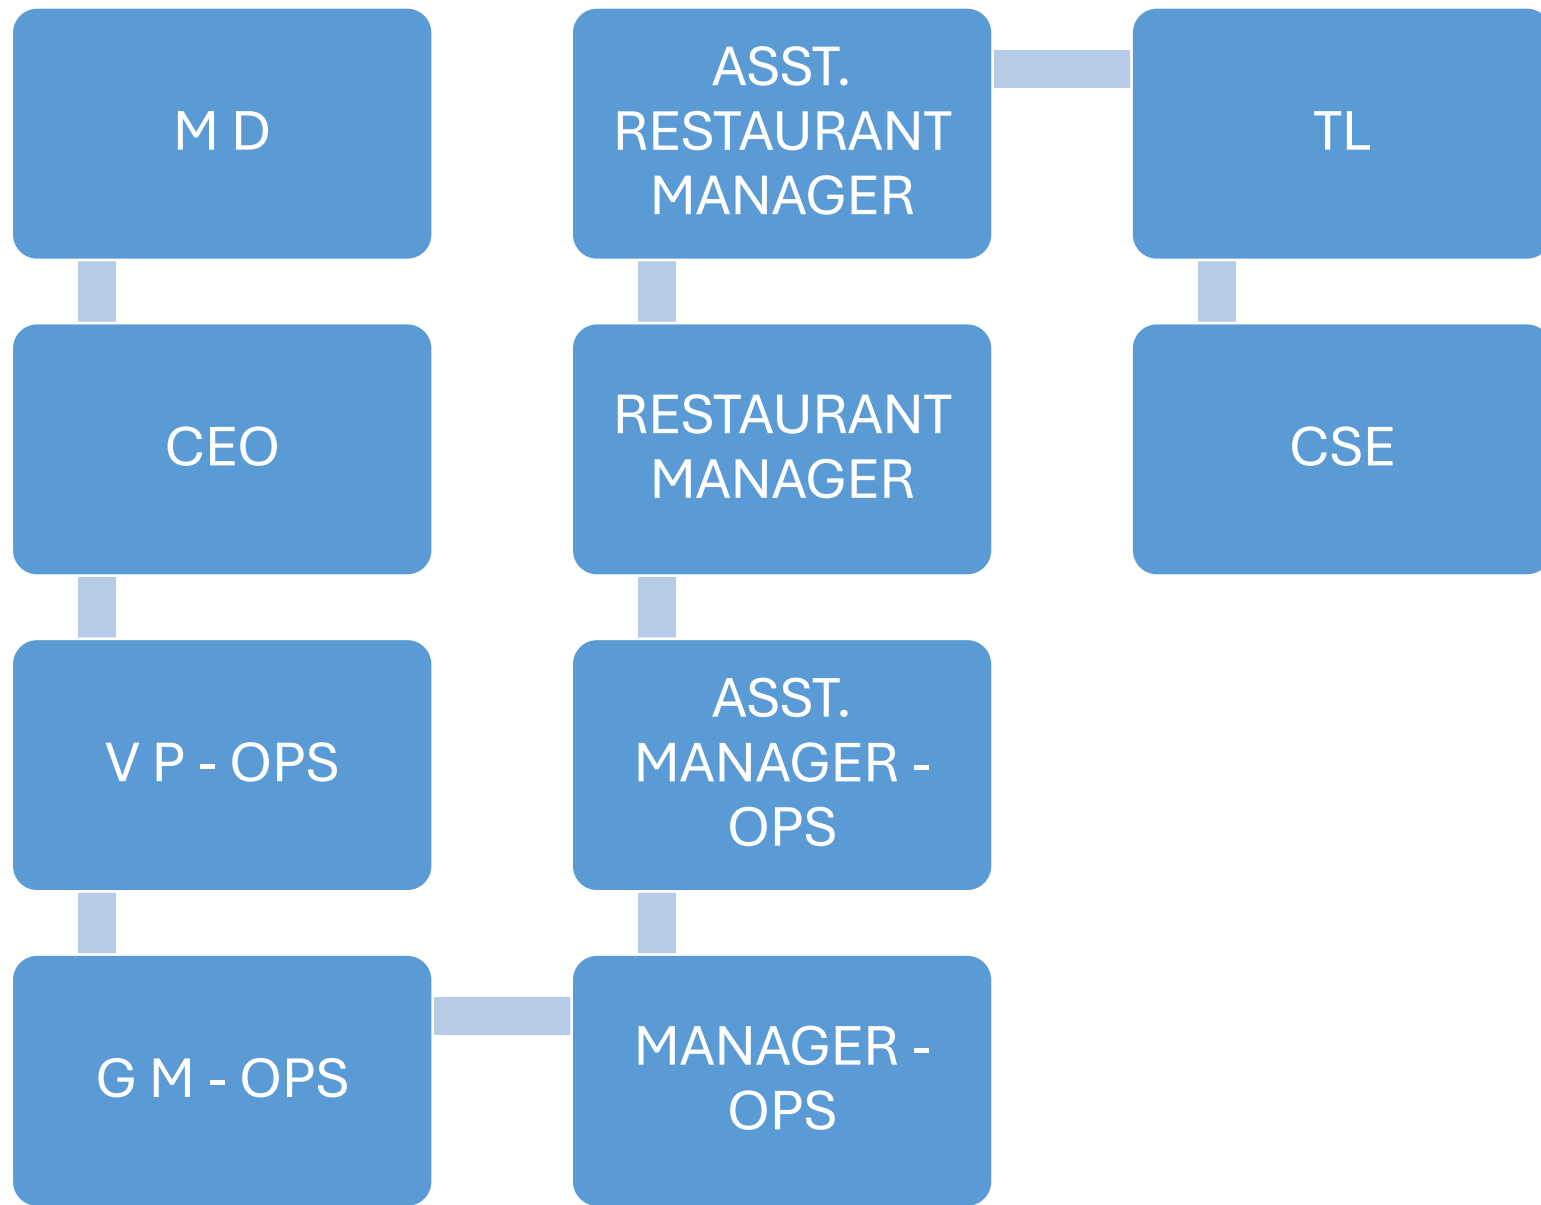 M D
CEO
V P - OPS
G M - OPS
MANAGER -
OPS
ASST.
MANAGER -
OPS
RESTAURANT
MANAGER
ASST.
RESTAURANT
MANAGER
TL
CSE